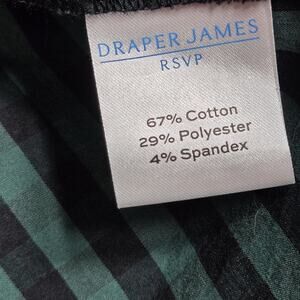 DRAPER JAMES
RSVP
67% Cotton
29% Polyester
4% Spandex